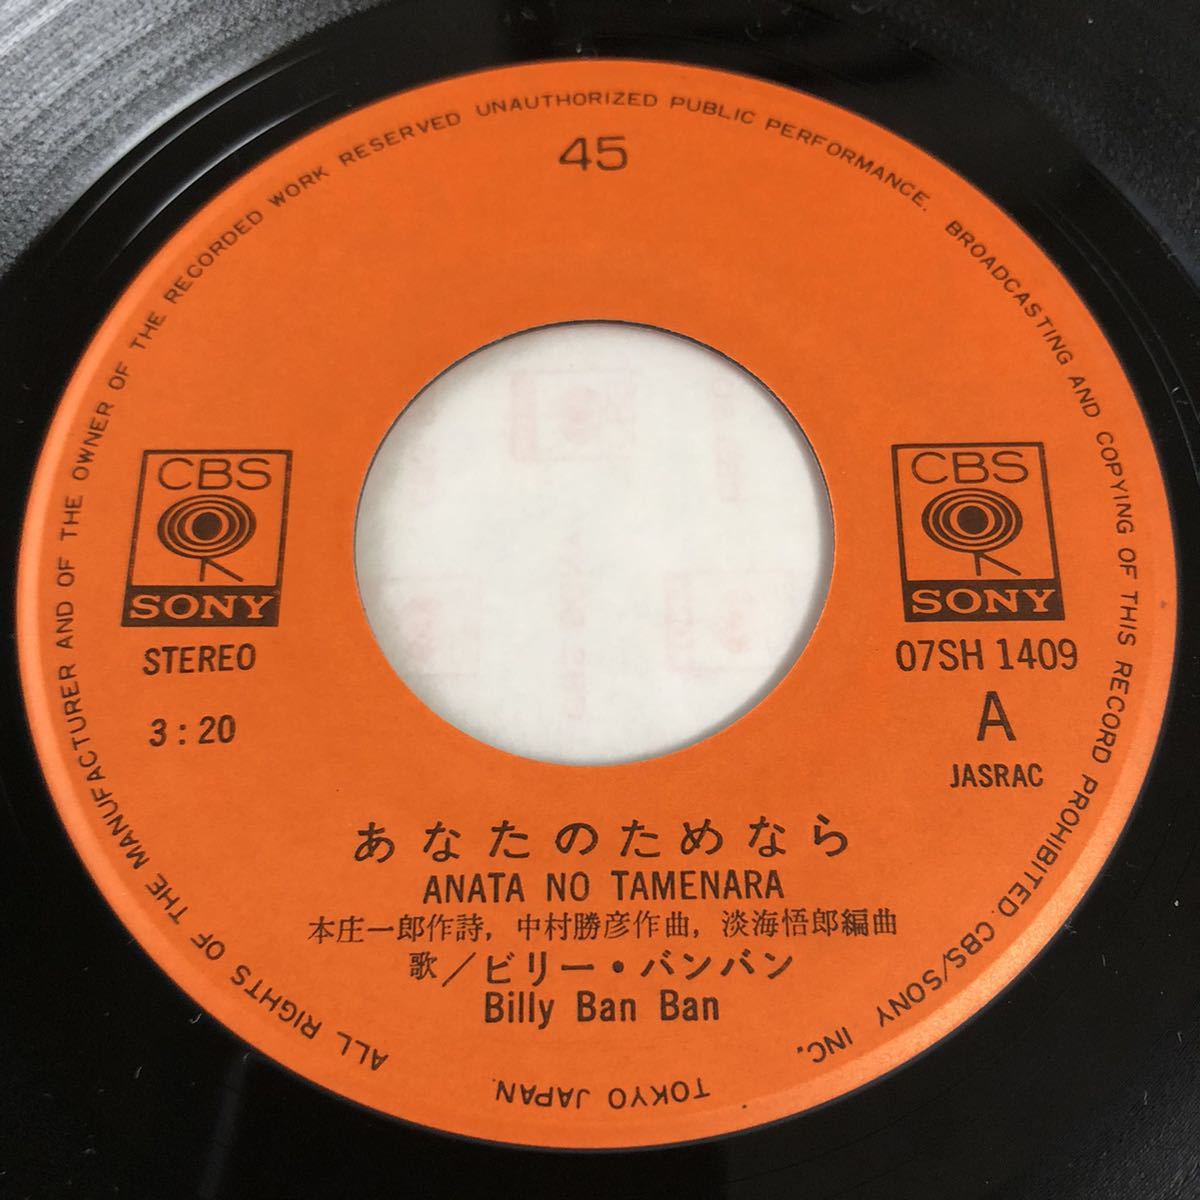 ALL RIGHTS OF THE MANUFACTURER AND OF THE OWNER OF THE RECORDED WORK RESERVED UNAUTHORIZED PUBLIC PERFORMANCE. BROADCASTING AND COPYING OF THIS RECORD PROHIBITED. CBS/SONY INC. TOKYO JAPAN.
45
CBS
SONY
STEREO
3:20
CBS
SONY
07SH 1409
A
JASRAC
あなたのためなら
ANATA NO TAMENARA
本庄一郎作詩, 中村勝彦作曲, 淡海悟郎編曲
歌/ビリー・バンバン
Billy Ban Ban